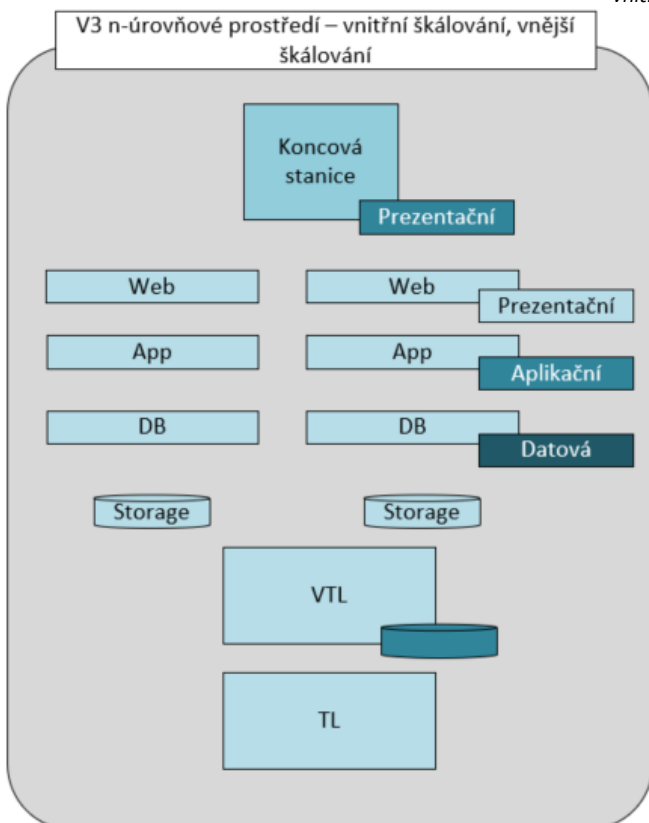 V3 n-úrovňové prostředí – vnitřní škálování, vnější
škálování
Koncová
stanice
Prezentační
Web
Web
Prezentační
App
App
Aplikační
DB
DB
Datová
Storage
Storage
VTL
TL